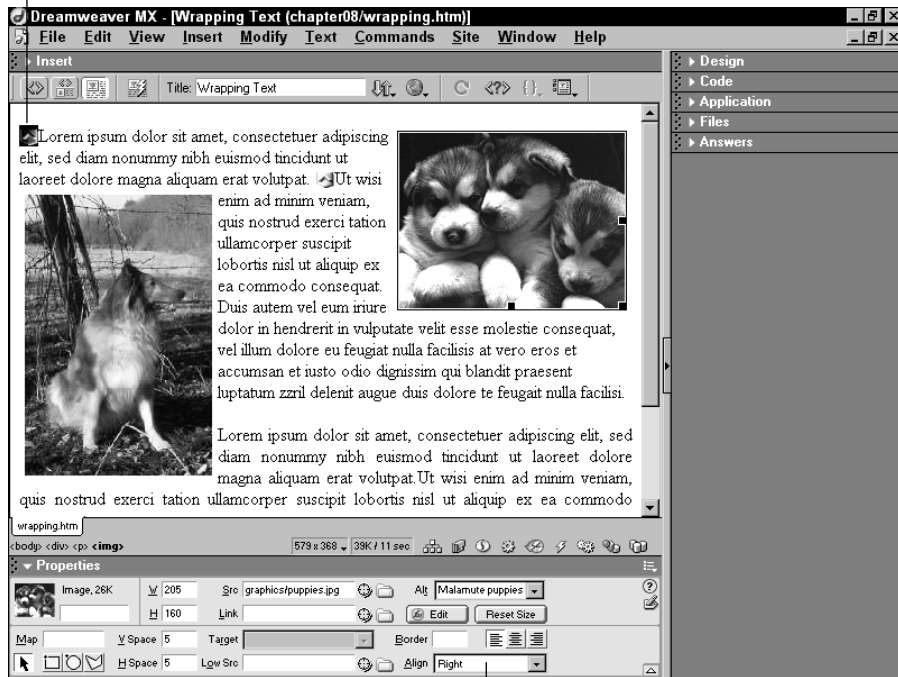 Dreamweaver MX - [Wrapping Text (chapter08/wrapping.htm)]
File Edit View Insert Modify Text Commands Site Window Help
Insert
Title: Wrapping Text
Lorem ipsum dolor sit amet, consectetuer adipiscing
elit, sed diam nonummy nibh euismod tincidunt ut
laoreet dolore magna aliquam erat volutpat. Ut wisi
enim ad minim veniam,
quis nostrud exerci tation
ullamcorper suscipit
lobortis nisl ut aliquip ex
ea commodo consequat.
Duis autem vel eum iriure
dolor in hendrerit in vulputate velit esse molestie consequat,
vel illum dolore eu feugiat nulla facilisis at vero eros et
accumsan et iusto odio dignissim qui blandit praesent
luptatum zzril delenit augue duis dolore te feugait nulla facilisi.
Lorem ipsum dolor sit amet, consectetuer adipiscing elit, sed
diam nonummy nibh euismod tincidunt ut laoreet dolore
magna aliquam erat volutpat.Ut wisi enim ad minim veniam,
quis nostrud exerci tation ullamcorper suscipit lobortis nisl ut aliquip ex ea commodo
wrapping.htm
<body> <div> <p> <img> 579 x 368 39K / 11 sec
Properties
Image, 26K W 205 Src graphics/puppies.jpg Alt Malamute puppies
H 160 Link Edit Reset Size
Map V Space 5 Target Border
H Space 5 Low Src Align Right
Design
Code
Application
Files
Answers